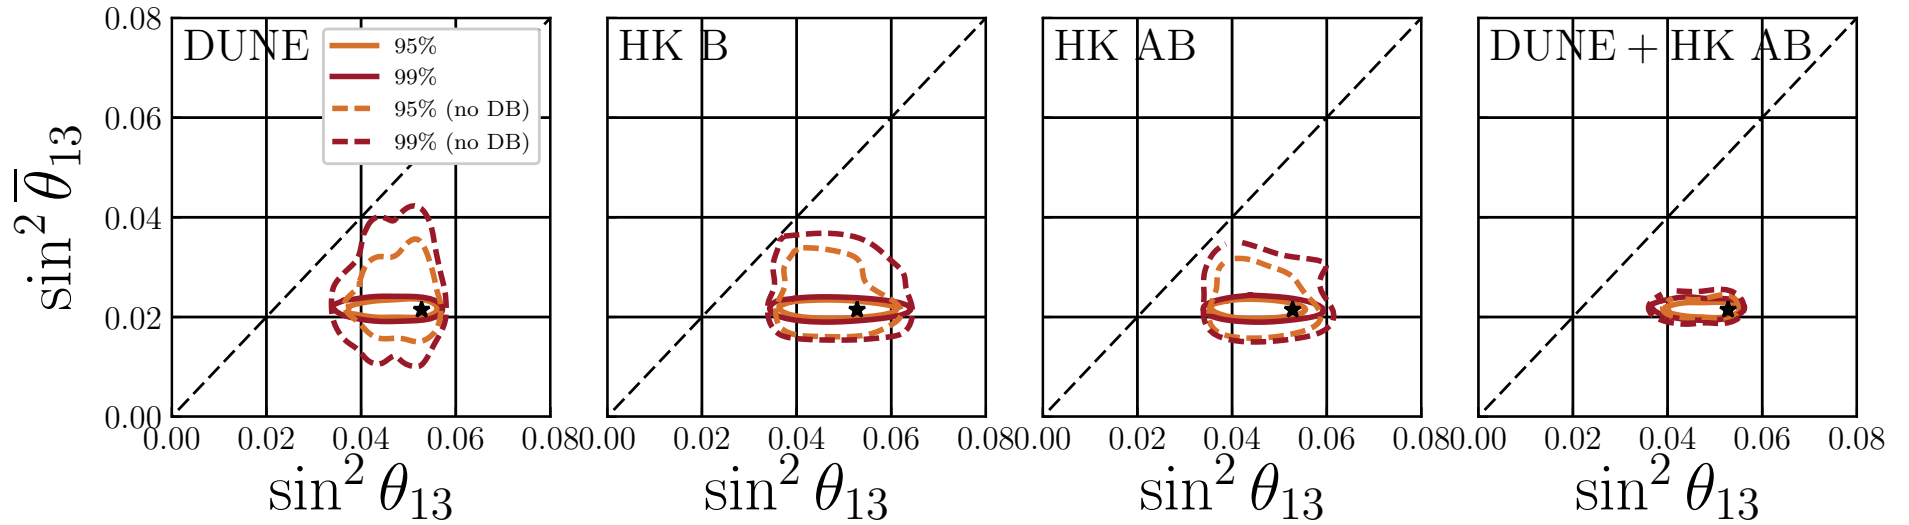 0.08
0.06
0.04
0.02
0.00
sin² θ̅₁₃
DUNE
95%
99%
95% (no DB)
99% (no DB)
0.00 0.02 0.04 0.06 0.08
sin² θ₁₃
HK B
0.00 0.02 0.04 0.06 0.08
sin² θ₁₃
HK AB
0.00 0.02 0.04 0.06 0.08
sin² θ₁₃
DUNE + HK AB
0.00 0.02 0.04 0.06 0.08
sin² θ₁₃